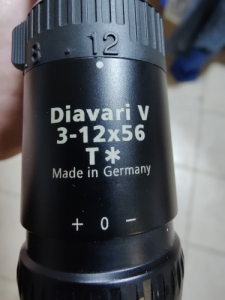 8 . 12
Diavari V
3-12x56
T*
Made in Germany
+ 0 −